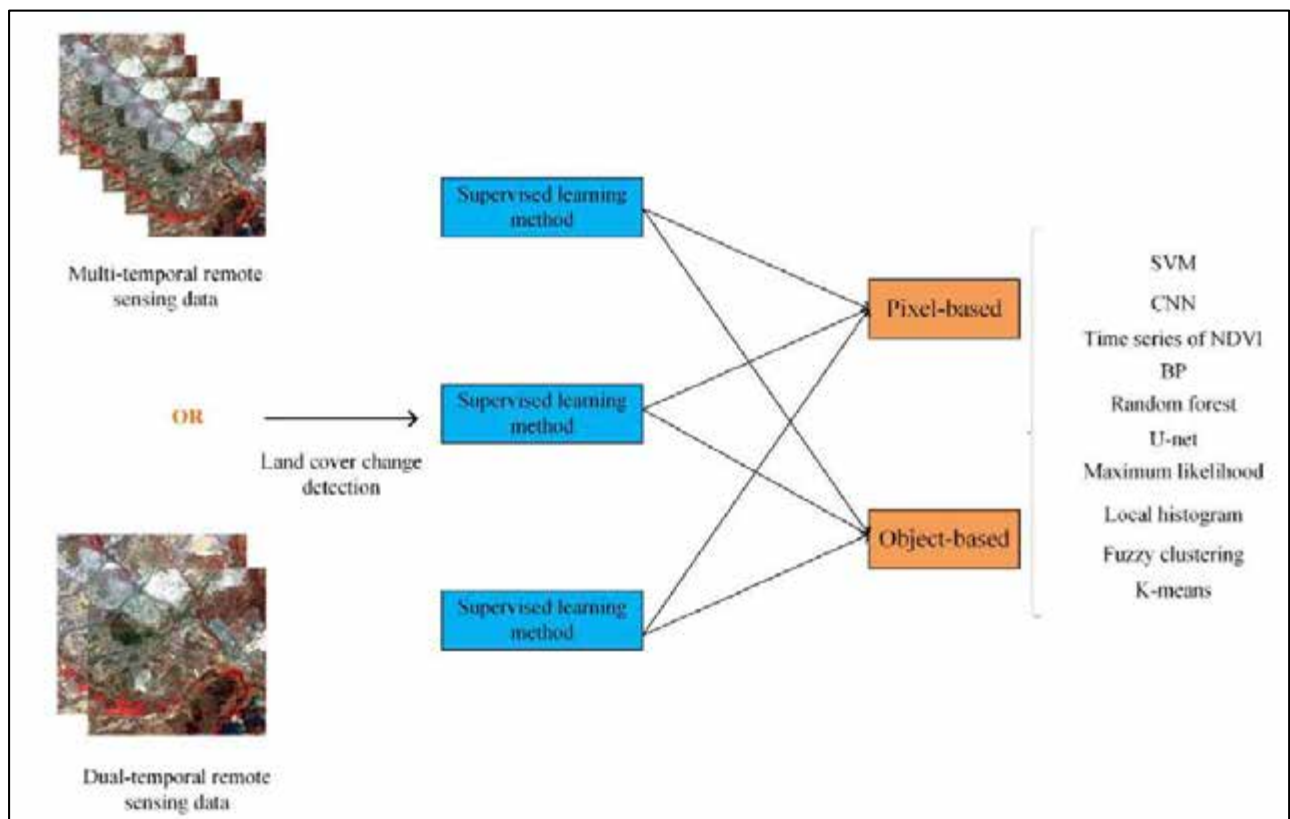 Multi-temporal remote
sensing data
OR
Land cover change
detection
Dual-temporal remote
sensing data
Supervised learning
method
Supervised learning
method
Supervised learning
method
Pixel-based
Object-based
SVM
CNN
Time series of NDVI
BP
Random forest
U-net
Maximum likelihood
Local histogram
Fuzzy clustering
K-means